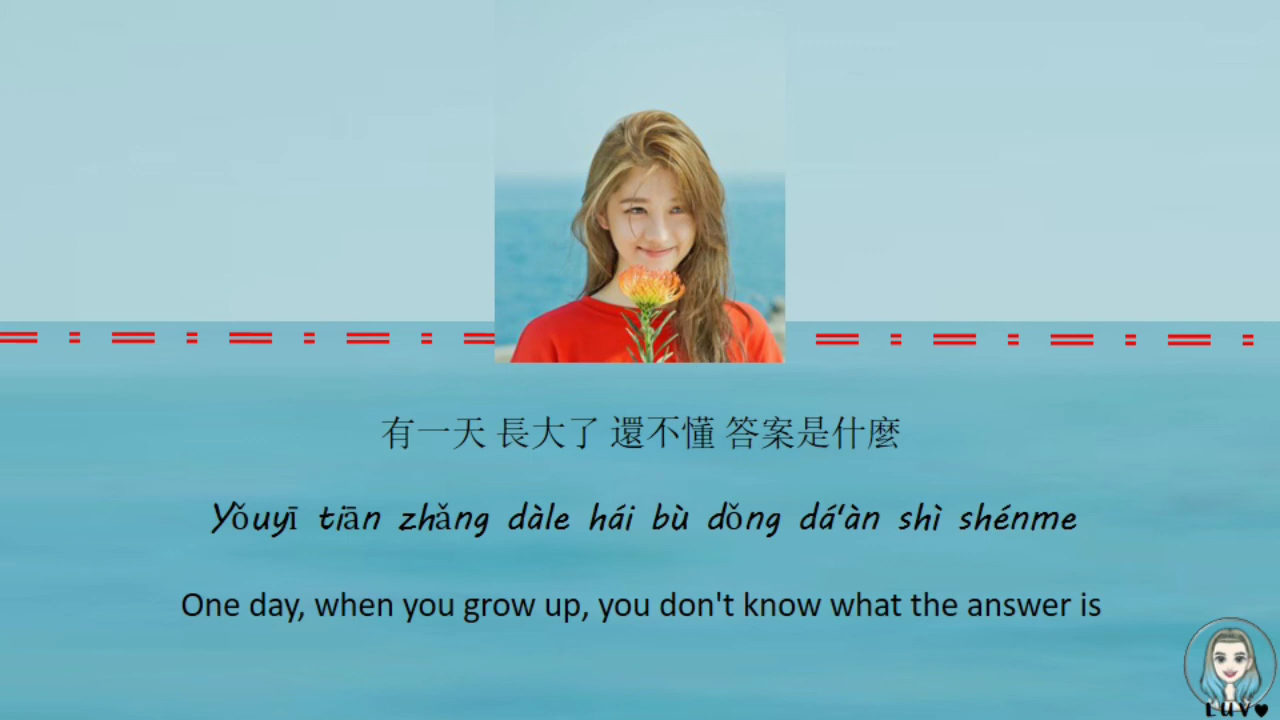 有一天 長大了 還不懂 答案是什麼
Yǒuyī tiān zhǎng dàle hái bù dǒng dá'àn shì shénme
One day, when you grow up, you don't know what the answer is
LUV♥